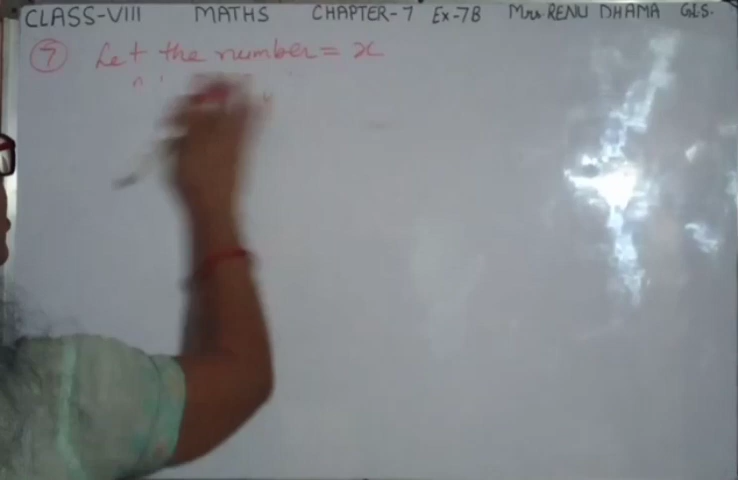 CLASS-VIII MATHS CHAPTER-7 Ex-7B Mrs. RENU DHAMA G.L.S.
7 Let the number = x